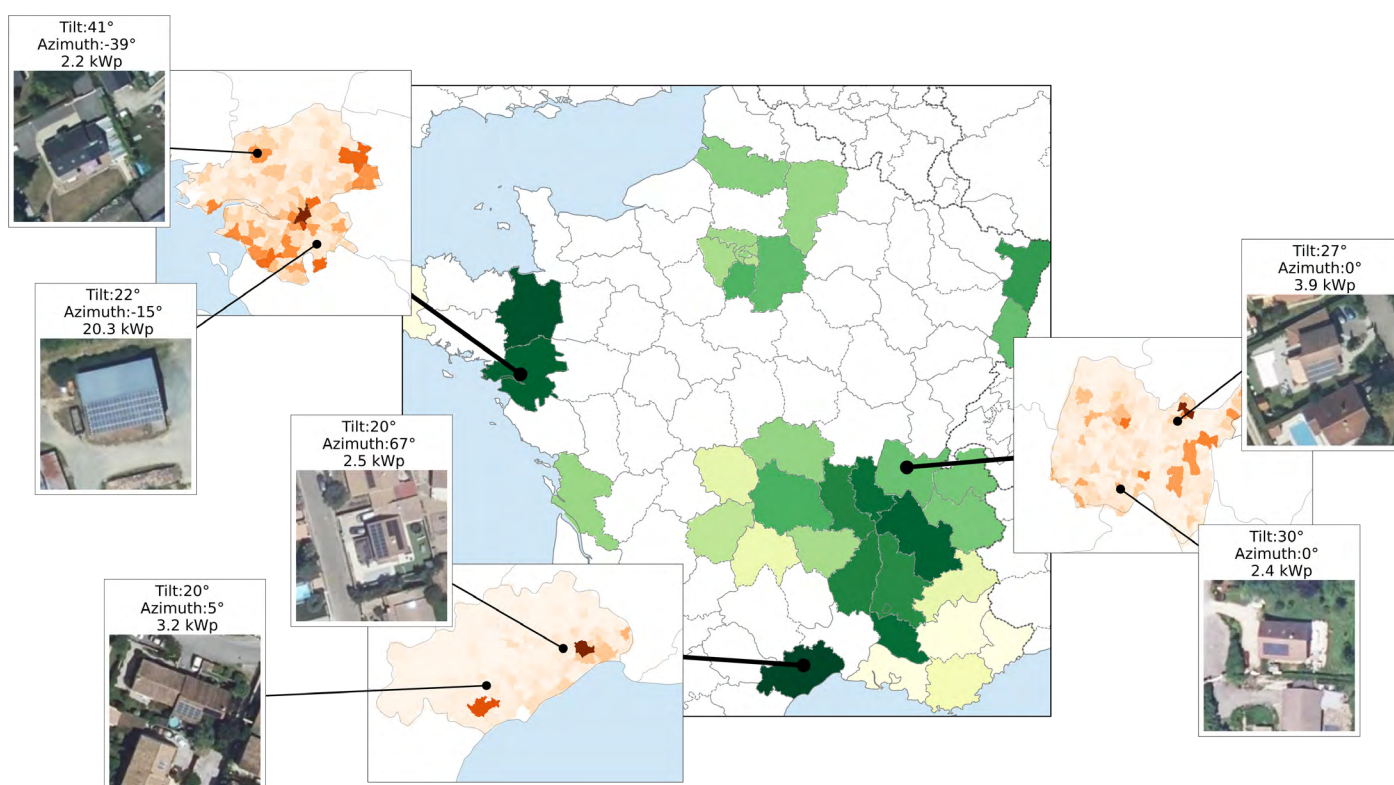 Tilt:41°
Azimuth:-39°
2.2 kWp
Tilt:22°
Azimuth:-15°
20.3 kWp
Tilt:20°
Azimuth:67°
2.5 kWp
Tilt:20°
Azimuth:5°
3.2 kWp
Tilt:27°
Azimuth:0°
3.9 kWp
Tilt:30°
Azimuth:0°
2.4 kWp